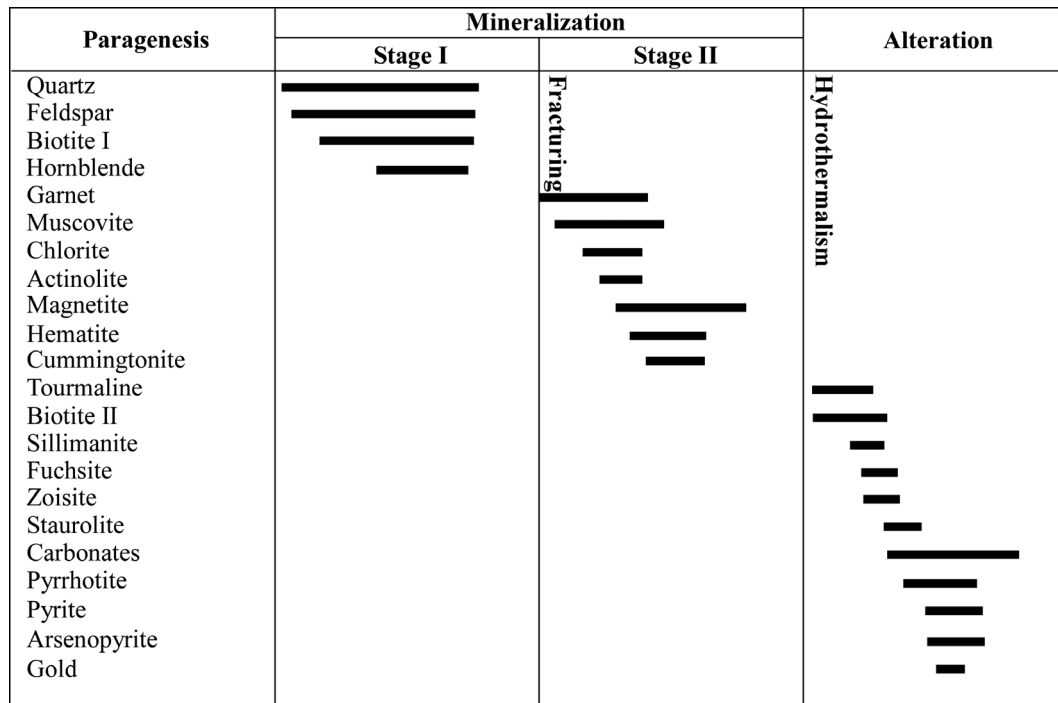 Paragenesis
Mineralization
Alteration
Stage I
Stage II
Quartz
Feldspar
Biotite I
Hornblende
Garnet
Muscovite
Chlorite
Actinolite
Magnetite
Hematite
Cummingtonite
Tourmaline
Biotite II
Sillimanite
Fuchsite
Zoisite
Staurolite
Carbonates
Pyrrhotite
Pyrite
Arsenopyrite
Gold
Fracturing
Hydrothermalism